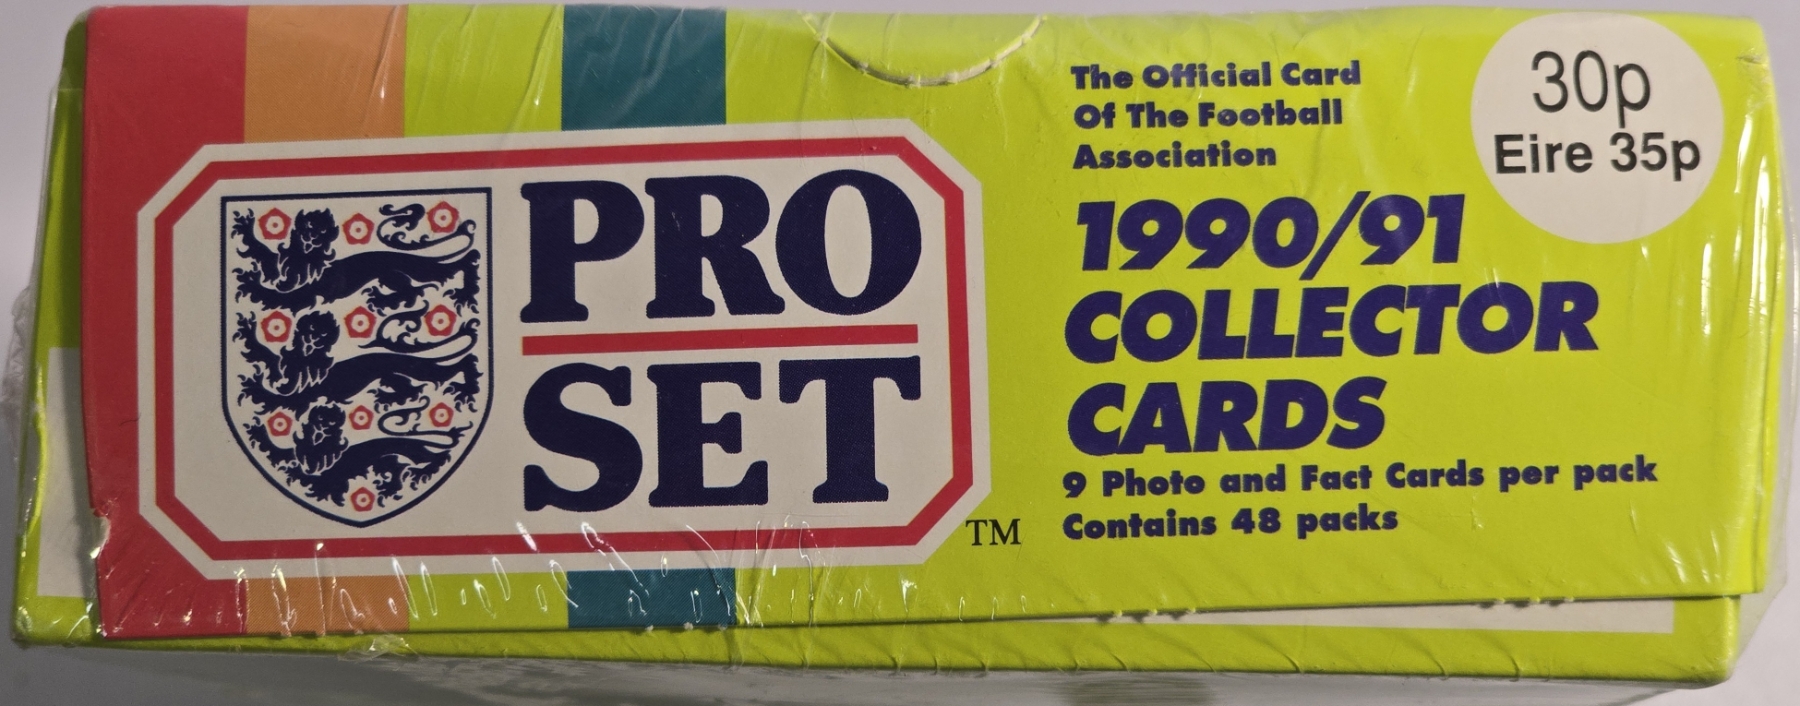 PRO
SET
TM
The Official Card
Of The Football
Association
1990/91
COLLECTOR
CARDS
9 Photo and Fact Cards per pack
Contains 48 packs
30p
Eire 35p